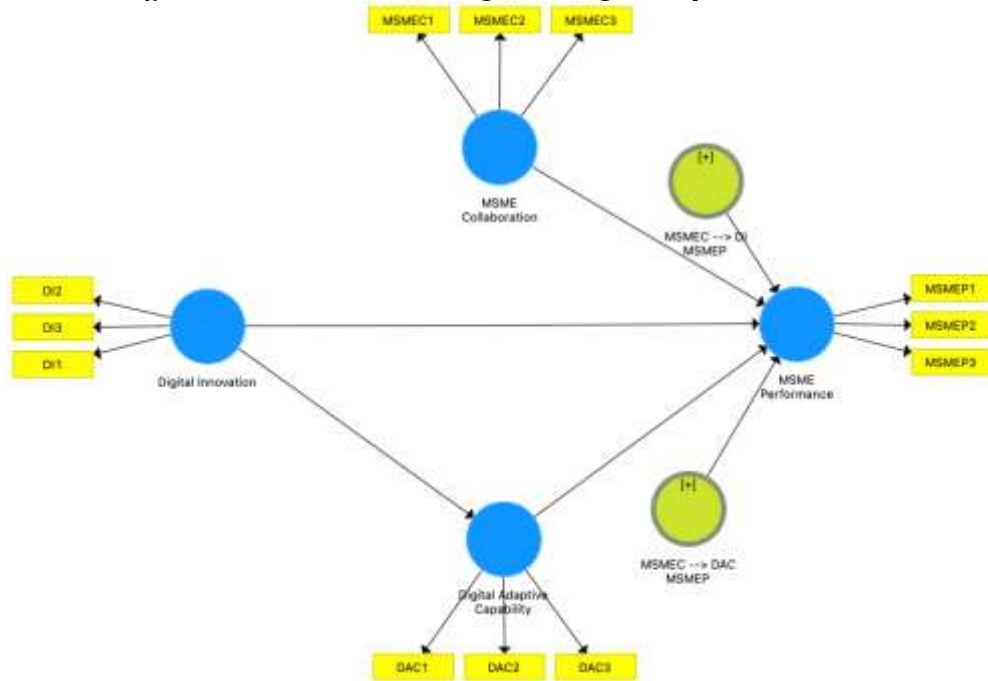 MSMEC1
MSMEC2
MSMEC3
[+]
MSME
Collaboration
MSMEC --> DI
MSMEP
DI2
DI3
DI1
Digital Innovation
MSMEP1
MSMEP2
MSMEP3
MSME
Performance
[+]
MSMEC --> DAC
MSMEP
Digital Adaptive
Capability
DAC1
DAC2
DAC3